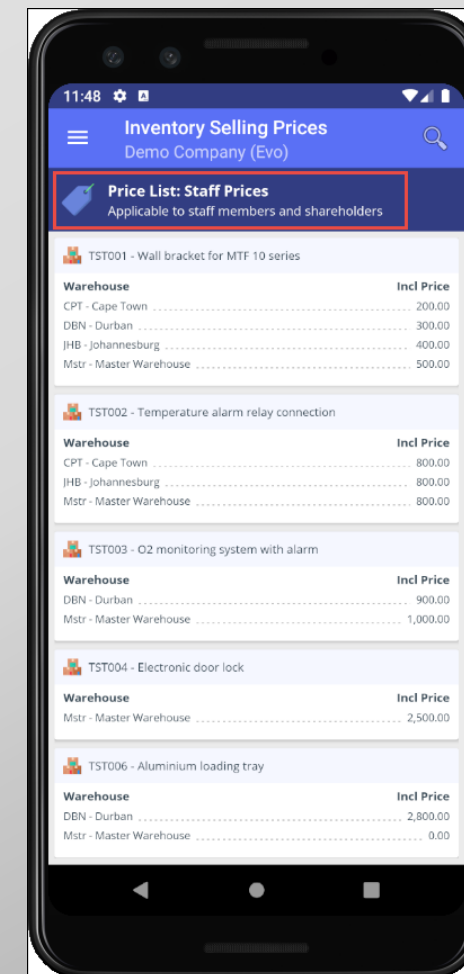 11:48
Inventory Selling Prices
Demo Company (Evo)
Price List: Staff Prices
Applicable to staff members and shareholders
TST001 - Wall bracket for MTF 10 series
Warehouse Incl Price
CPT - Cape Town 200.00
DBN - Durban 300.00
JHB - Johannesburg 400.00
Mstr - Master Warehouse 500.00
TST002 - Temperature alarm relay connection
Warehouse Incl Price
CPT - Cape Town 800.00
JHB - Johannesburg 800.00
Mstr - Master Warehouse 800.00
TST003 - O2 monitoring system with alarm
Warehouse Incl Price
DBN - Durban 900.00
Mstr - Master Warehouse 1,000.00
TST004 - Electronic door lock
Warehouse Incl Price
Mstr - Master Warehouse 2,500.00
TST006 - Aluminium loading tray
Warehouse Incl Price
DBN - Durban 2,800.00
Mstr - Master Warehouse 0.00